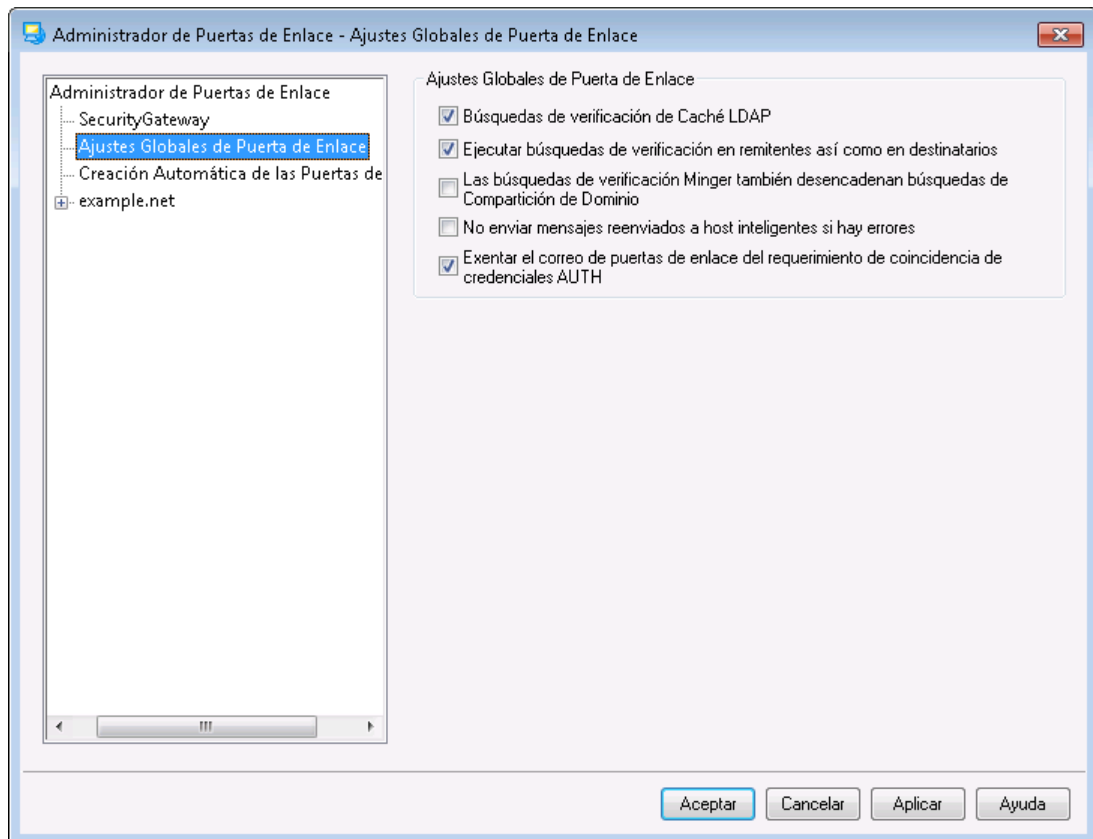 Administrador de Puertas de Enlace - Ajustes Globales de Puerta de Enlace
Administrador de Puertas de Enlace
SecurityGateway
Ajustes Globales de Puerta de Enlace
Creación Automática de las Puertas de
example.net
Ajustes Globales de Puerta de Enlace
Búsquedas de verificación de Caché LDAP
Ejecutar búsquedas de verificación en remitentes así como en destinatarios
Las búsquedas de verificación Minger también desencadenan búsquedas de
Compartición de Dominio
No enviar mensajes reenviados a host inteligentes si hay errores
Exentar el correo de puertas de enlace del requerimiento de coincidencia de
credenciales AUTH
Aceptar
Cancelar
Aplicar
Ayuda